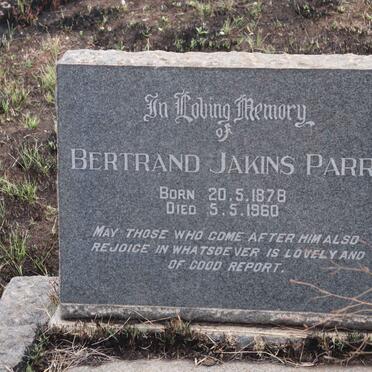 In Loving Memory
of
BERTRAND JAKINS PARR
BORN 20.5.1878
DIED 5.5.1960
MAY THOSE WHO COME AFTER HIM ALSO
REJOICE IN WHATSOEVER IS LOVELY AND
OF GOOD REPORT.